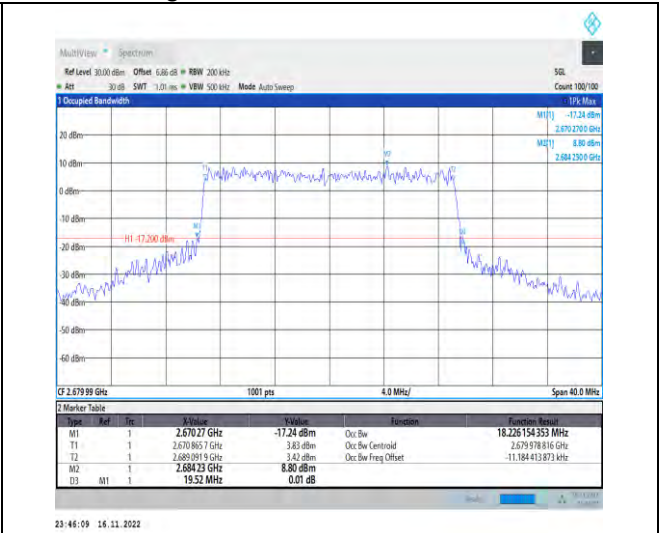 MultiView Spectrum
Ref Level 30.00 dBm Offset 6.86 dB RBW 200 kHz SGL
Att 30 dB SWT 1.01 ms VBW 500 kHz Mode Auto Sweep Count 100/100
1 Occupied Bandwidth 1Pk Max
M1[1] -17.24 dBm
2.670 2700 GHz
M2[1] 8.80 dBm
2.684 2300 GHz
20 dBm
10 dBm
0 dBm
-10 dBm
H1 -17.200 dBm
-20 dBm
-30 dBm
-40 dBm
-50 dBm
-60 dBm
CF 2.679 99 GHz 1001 pts 4.0 MHz/ Span 40.0 MHz
2 Marker Table
Type Ref Trc X-Value Y-Value Function Function Result
M1 1 2.670 27 GHz -17.24 dBm Occ Bw 18.226 154 353 MHz
T1 1 2.670 865 7 GHz 3.83 dBm Occ Bw Centroid 2.679 978 816 GHz
T2 1 2.689 091 9 GHz 3.42 dBm Occ Bw Freq Offset -11.184 413 873 kHz
M2 1 2.684 23 GHz 8.80 dBm
D3 M1 1 19.52 MHz 0.01 dB
23:46:09 16.11.2022